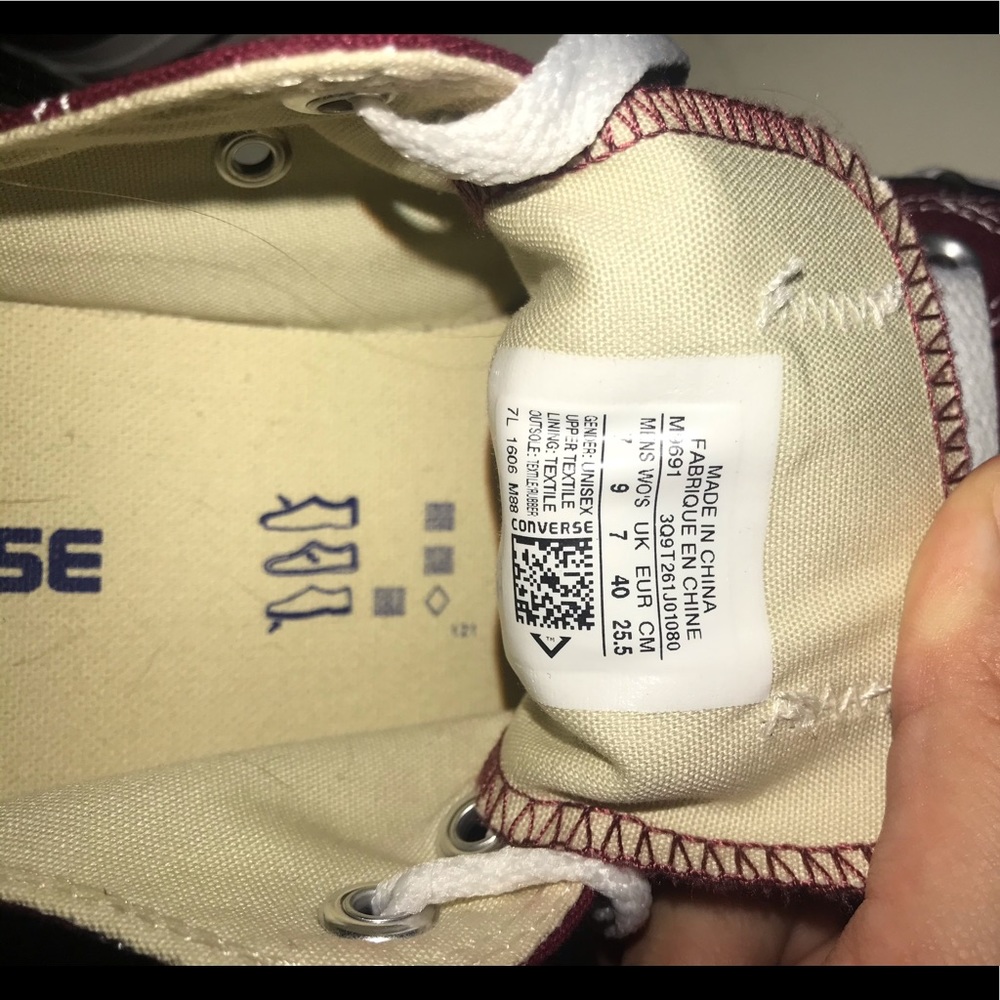 MADE IN CHINA
FABRIQUE EN CHINE
M9691 3Q9T261J01080
MENS WO'S UK EUR CM
7 9 7 40 25.5
GENDER: UNISEX
UPPER: TEXTILE
LINING: TEXTILE
OUTSOLE: TEXTILE/RUBBER
7L 1606 M88
CONVERSE
TM
SE